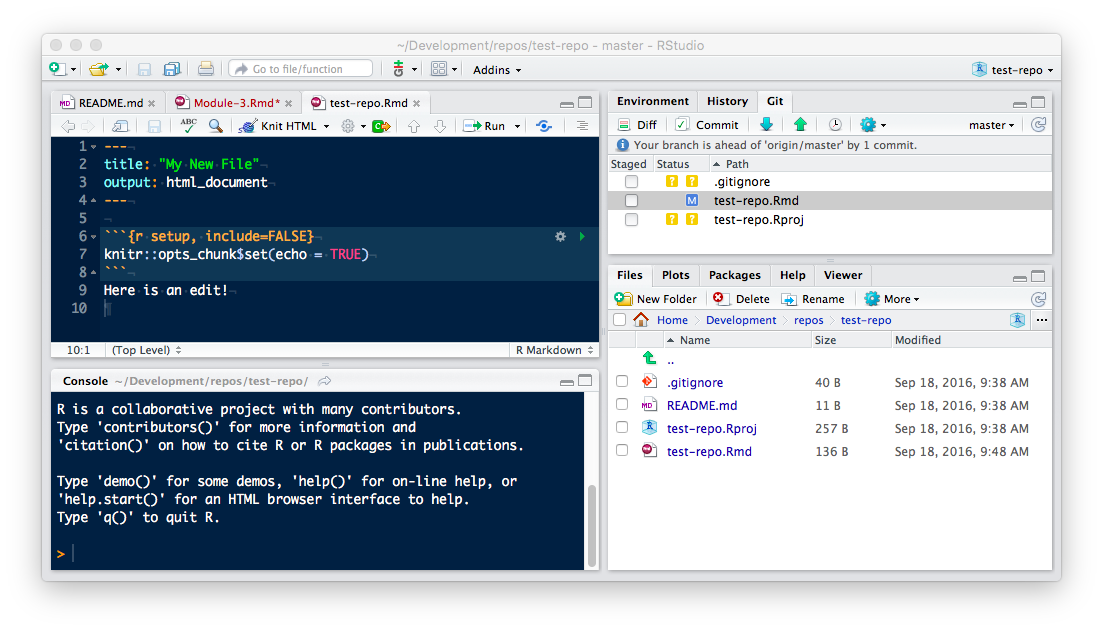 ~/Development/repos/test-repo - master - RStudio
Go to file/function
Addins
test-repo
README.md
Module-3.Rmd*
test-repo.Rmd
ABC
Knit HTML
Run
1 ---
2 title: "My New File"
3 output: html_document
4 ---
5
6 ```{r setup, include=FALSE}
7 knitr::opts_chunk$set(echo = TRUE)
8 ```
9 Here is an edit!
10
10:1
(Top Level)
R Markdown
Console ~/Development/repos/test-repo/
R is a collaborative project with many contributors.
Type 'contributors()' for more information and
'citation()' on how to cite R or R packages in publications.
Type 'demo()' for some demos, 'help()' for on-line help, or
'help.start()' for an HTML browser interface to help.
Type 'q()' to quit R.
>
Environment History Git
Diff Commit master
Your branch is ahead of 'origin/master' by 1 commit.
Staged Status Path
? ? .gitignore
M test-repo.Rmd
? ? test-repo.Rproj
Files Plots Packages Help Viewer
New Folder Delete Rename More
Home Development repos test-repo R ...
Name Size Modified
..
.gitignore 40 B Sep 18, 2016, 9:38 AM
MD README.md 11 B Sep 18, 2016, 9:38 AM
R test-repo.Rproj 257 B Sep 18, 2016, 9:38 AM
test-repo.Rmd 136 B Sep 18, 2016, 9:48 AM